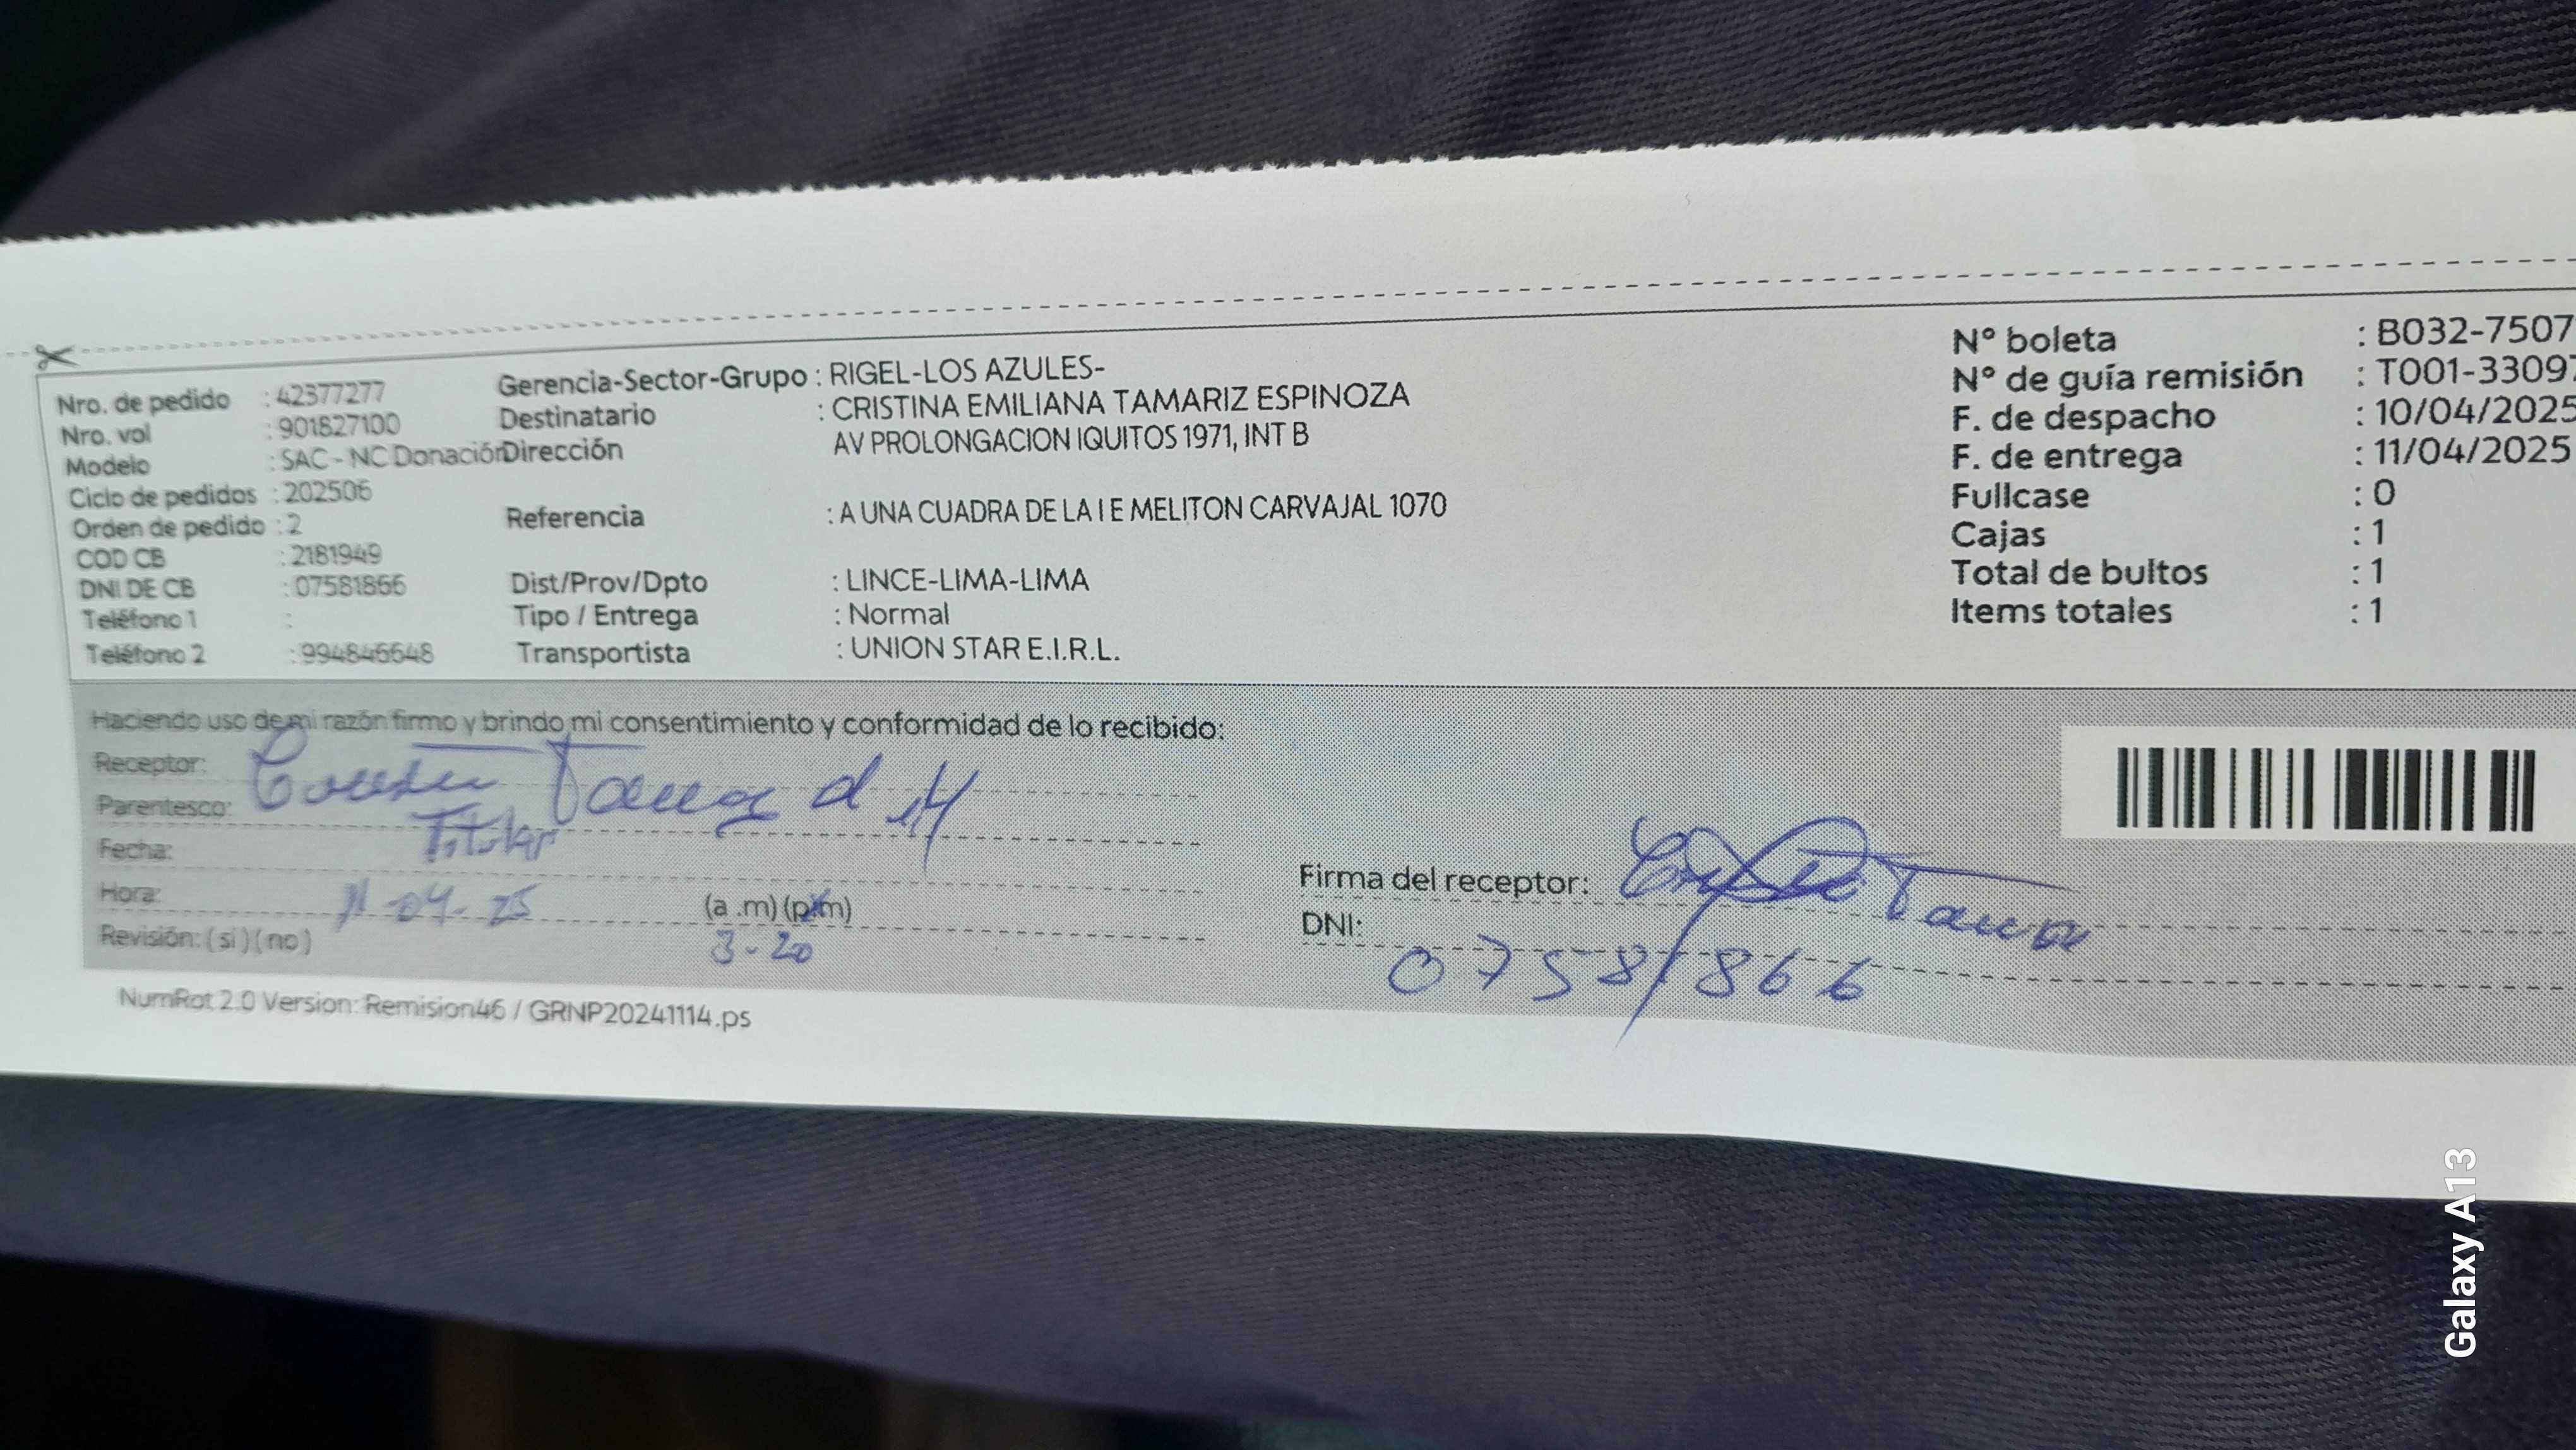 Nro. de pedido : 42377277
Nro. vol : 901827100
Modelo : SAC - NC Donación
Ciclo de pedidos : 202506
Orden de pedido : 2
COD CB : 2181949
DNI DE CB : 07581866
Teléfono 1 :
Teléfono 2 : 994846648
Gerencia-Sector-Grupo : RIGEL-LOS AZULES-
Destinatario : CRISTINA EMILIANA TAMARIZ ESPINOZA
Dirección AV PROLONGACION IQUITOS 1971, INT B
Referencia : A UNA CUADRA DE LA I E MELITON CARVAJAL 1070
Dist/Prov/Dpto : LINCE-LIMA-LIMA
Tipo / Entrega : Normal
Transportista : UNION STAR E.I.R.L.
N° boleta : B032-7507
N° de guía remisión : T001-33097
F. de despacho : 10/04/2025
F. de entrega : 11/04/2025
Fullcase : 0
Cajas : 1
Total de bultos : 1
Items totales : 1
Haciendo uso de mi razón firmo y brindo mi consentimiento y conformidad de lo recibido:
Receptor:
Parentesco: Titular
Fecha: 11-04-25
Hora: (a .m) (p.m) 3-20
Revisión: ( si ) ( no )
Firma del receptor:
DNI: 07581866
NumRot 2.0 Version: Remision46 / GRNP20241114.ps
Galaxy A13